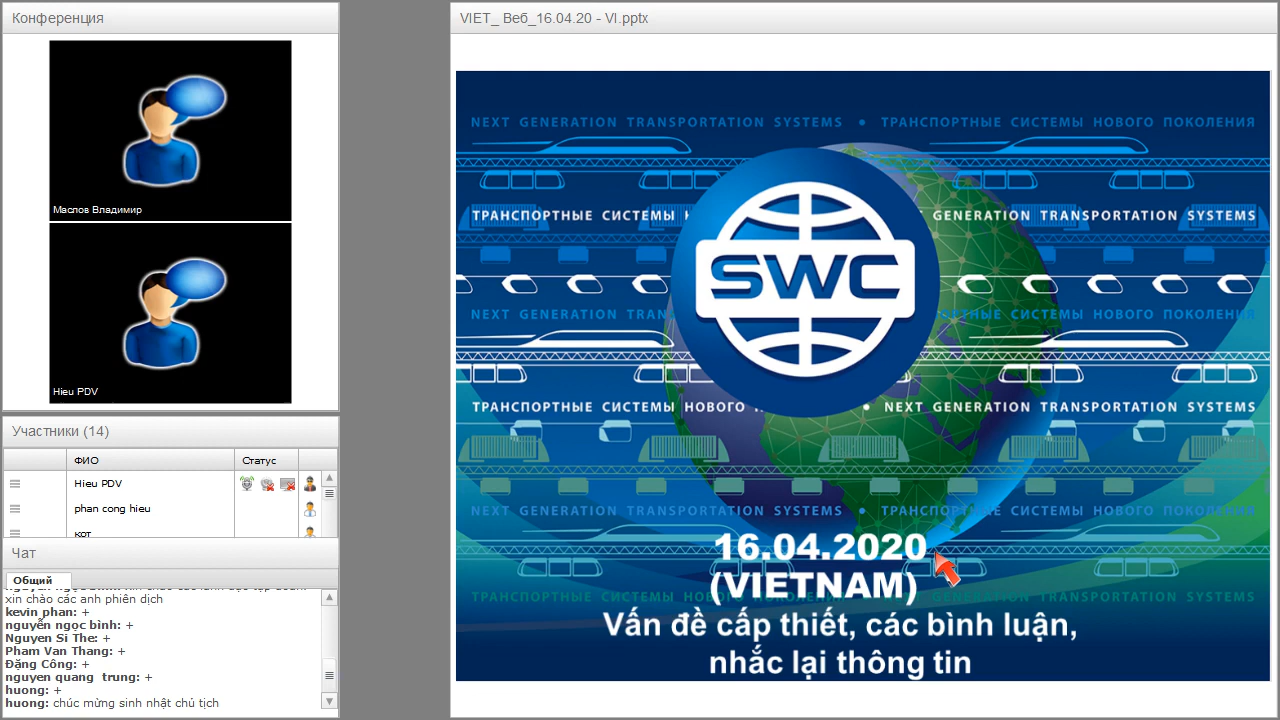 Конференция
Маслов Владимир
Hieu PDV
Участники (14)
ФИО
Статус
Hieu PDV
phan cong hieu
кот
Чат
Общий
xin chào các anh phiên dịch
kevin phan: +
nguyễn ngọc bình: +
Nguyen Si The: +
Pham Van Thang: +
Đặng Công: +
nguyen quang trung: +
huong: +
huong: chúc mừng sinh nhật chủ tịch
VIET_ Веб_16.04.20 - VI.pptx
NEXT GENERATION TRANSPORTATION SYSTEMS • ТРАНСПОРТНЫЕ СИСТЕМЫ НОВОГО ПОКОЛЕНИЯ
ТРАНСПОРТНЫЕ СИСТЕМЫ GENERATION TRANSPORTATION SYSTEMS
SWC
NEXT GENERATION TRANSPORTATION СИСТЕМЫ НОВОГО ПОКОЛЕНИЯ
ТРАНСПОРТНЫЕ СИСТЕМЫ НОВОГО • NEXT GENERATION TRANSPORTATION SYSTEMS
NEXT GENERATION TRANSPORTATION SYSTEMS • ТРАНСПОРТНЫЕ СИСТЕМЫ НОВОГО ПОКОЛЕНИЯ
16.04.2020
(VIETNAM)
ТРАНСПОРТНЫЕ СИСТЕМЫ GENERATION TRANSPORTATION SYSTEMS
Vấn đề cấp thiết, các bình luận,
nhắc lại thông tin